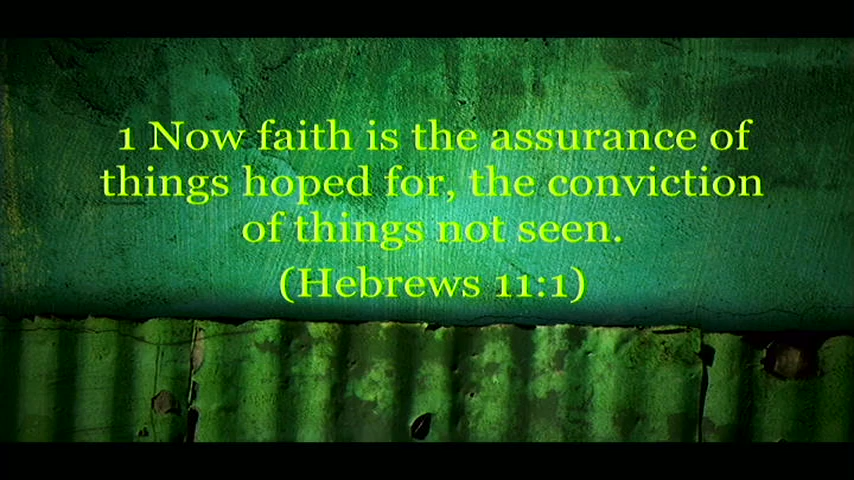 1 Now faith is the assurance of
things hoped for, the conviction
of things not seen.
(Hebrews 11:1)